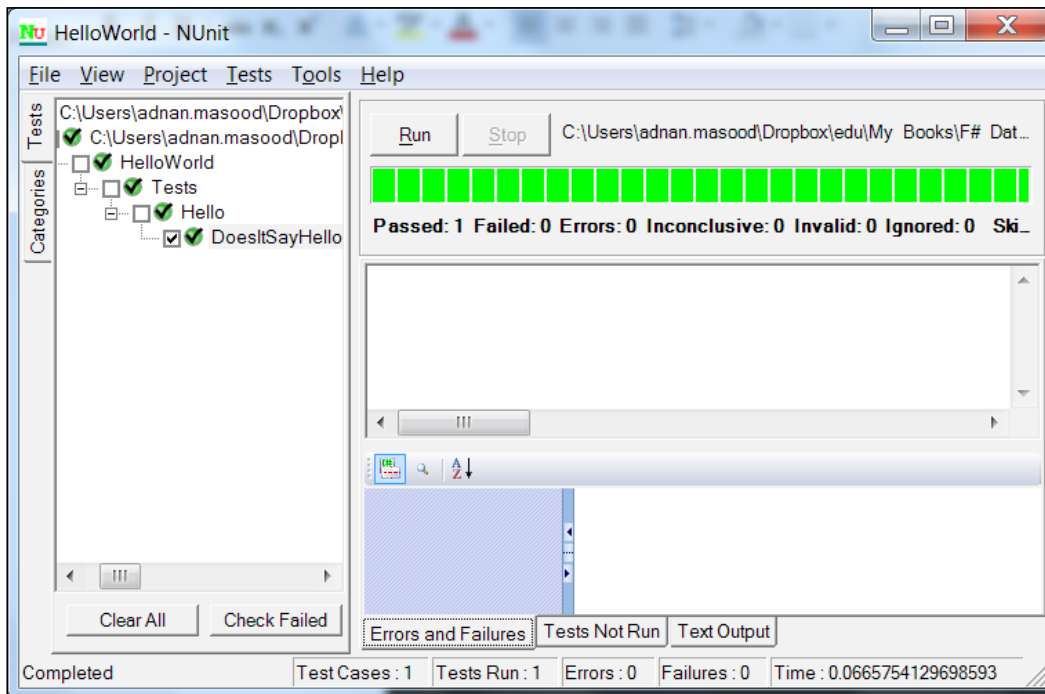 NU HelloWorld - NUnit
File View Project Tests Tools Help
Tests
Categories
C:\Users\adnan.masood\Dropbox\
C:\Users\adnan.masood\Dropl
HelloWorld
Tests
Hello
DoesItSayHello
Clear All Check Failed
Run Stop C:\Users\adnan.masood\Dropbox\edu\My Books\F# Dat...
Passed: 1 Failed: 0 Errors: 0 Inconclusive: 0 Invalid: 0 Ignored: 0 Ski...
Errors and Failures Tests Not Run Text Output
Completed Test Cases : 1 Tests Run : 1 Errors : 0 Failures : 0 Time : 0.0665754129698593